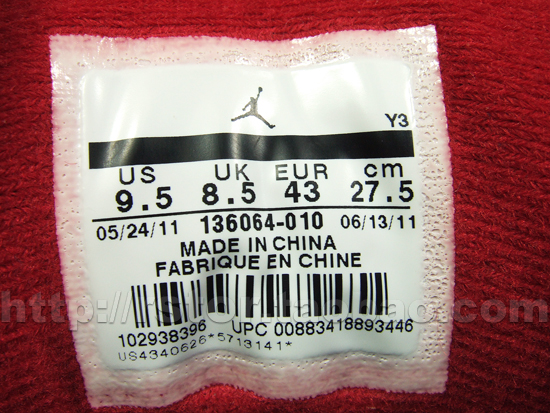 Y3
US UK EUR cm
9.5 8.5 43 27.5
05/24/11 136064-010 06/13/11
MADE IN CHINA
FABRIQUE EN CHINE
102938396 UPC 00883418893446
US4340626*5713141*